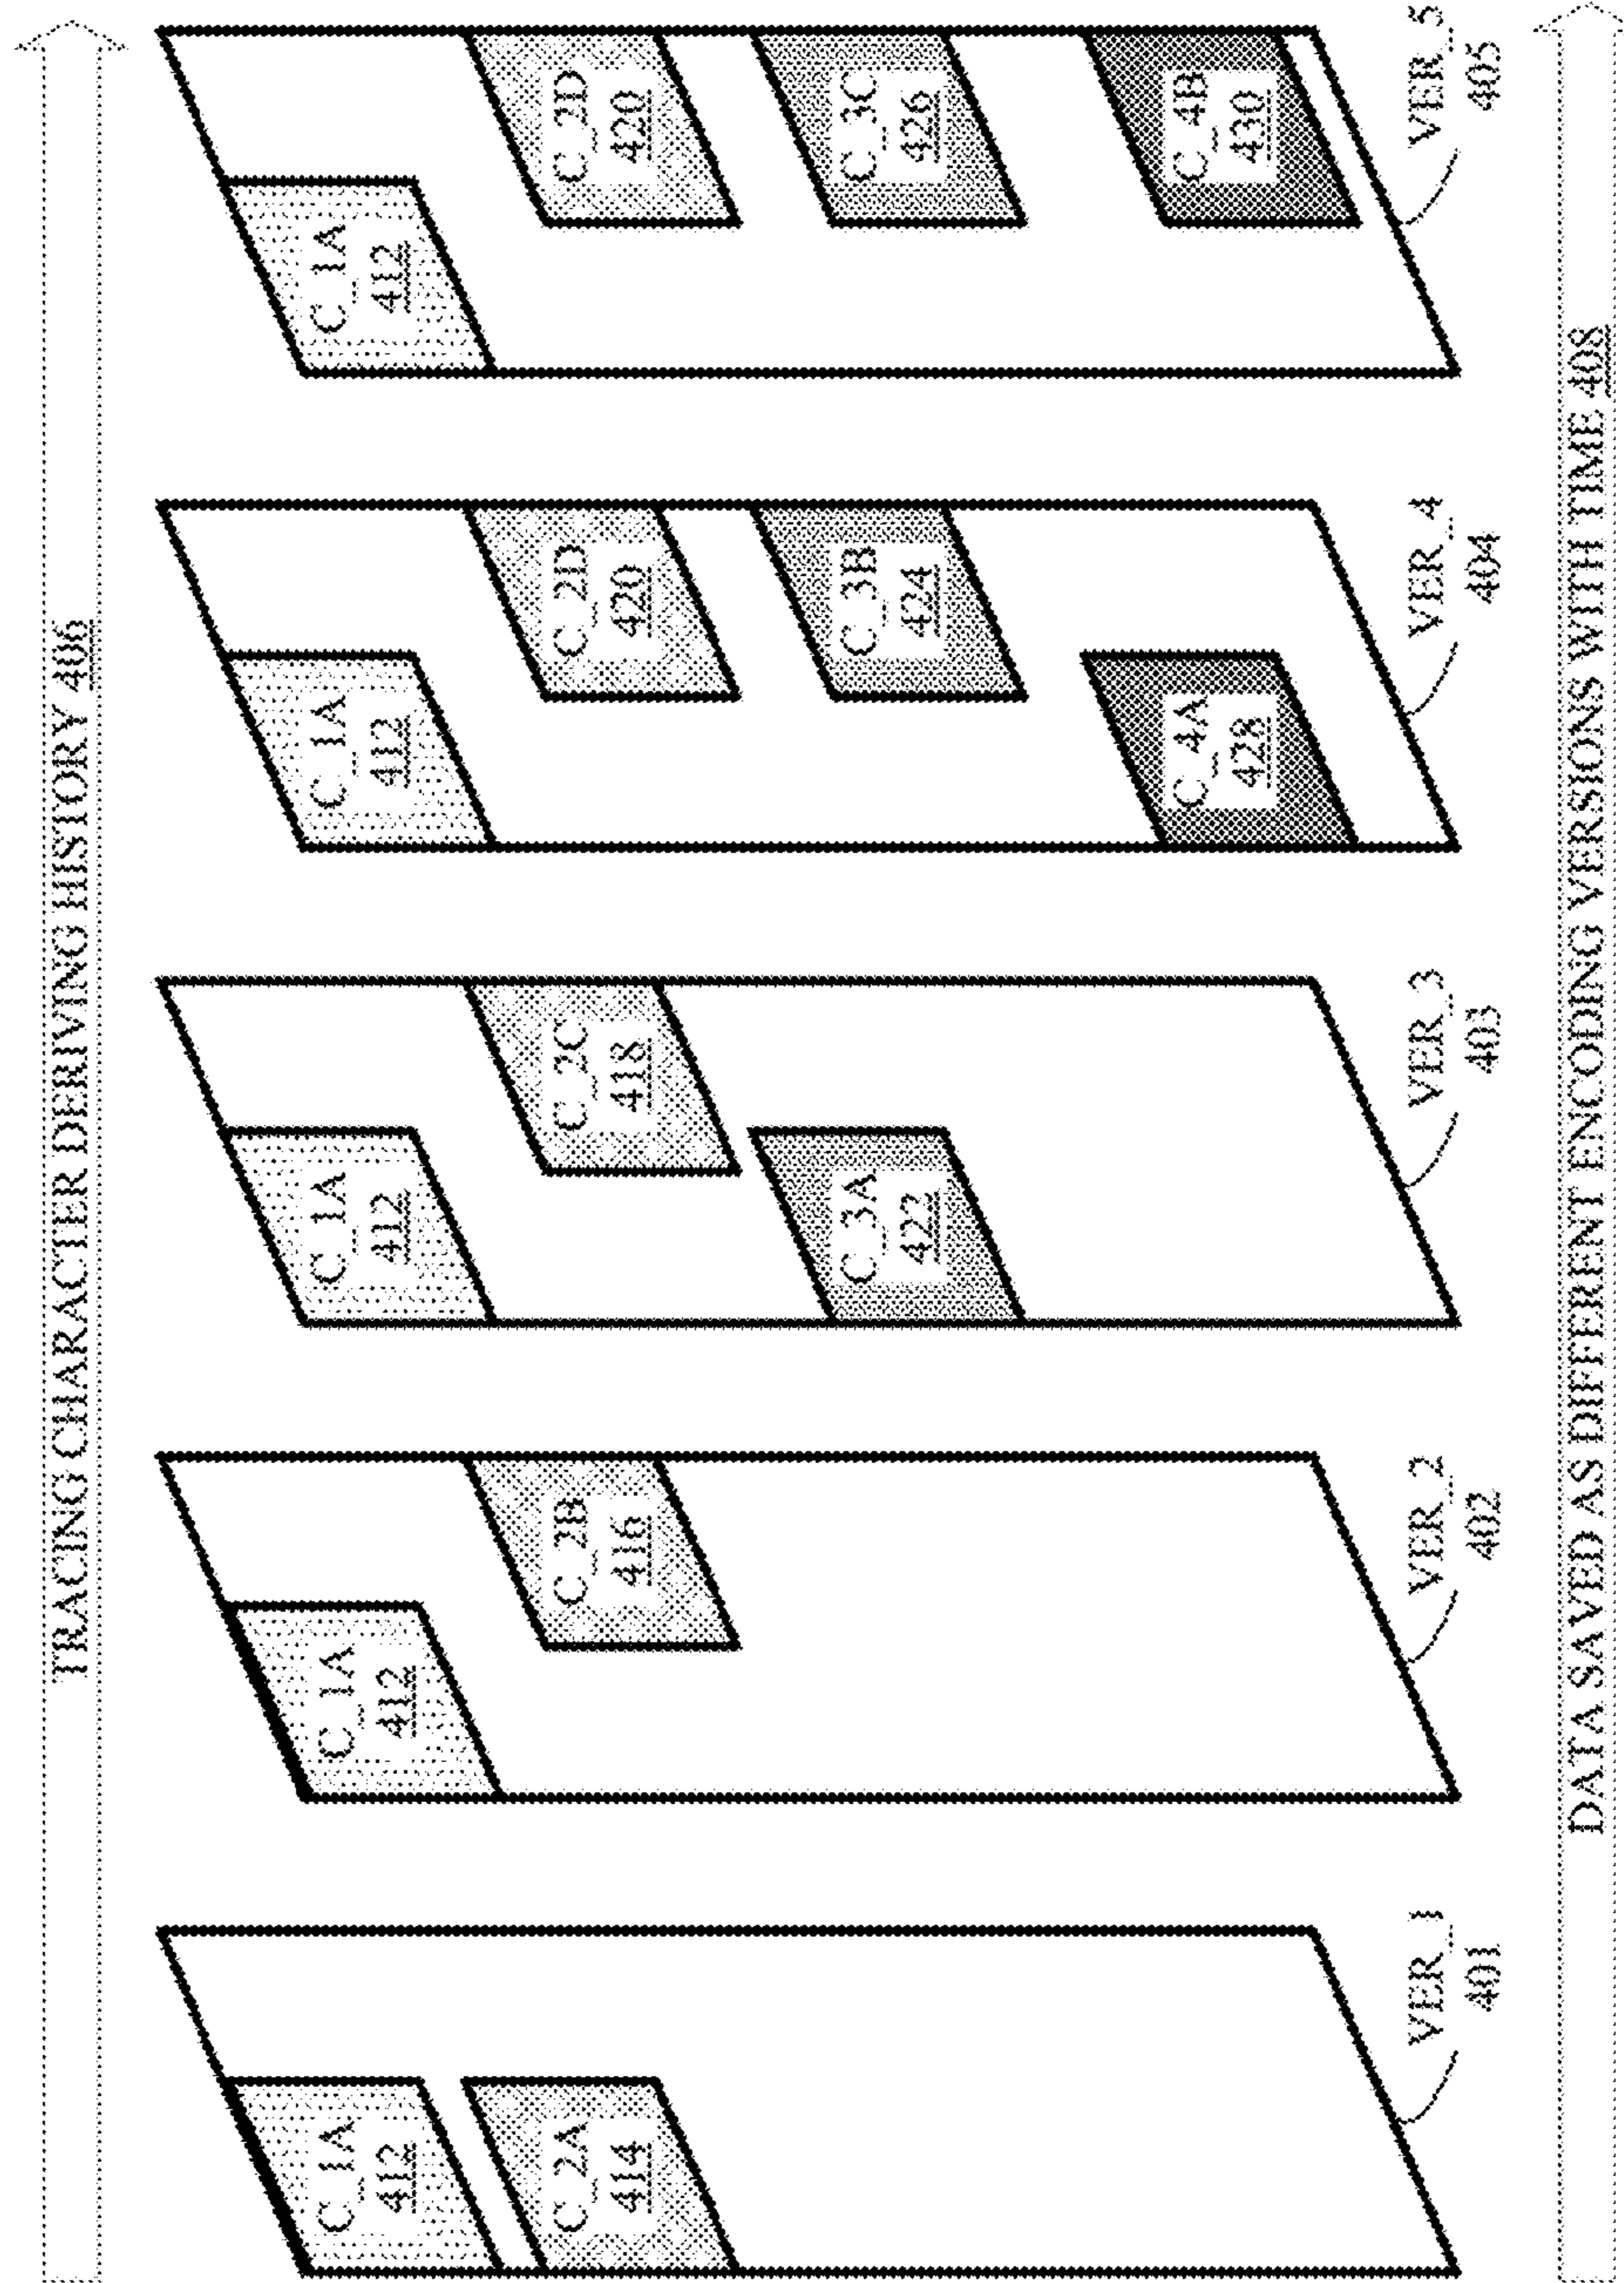 TRACING CHARACTER DERIVING HISTORY 406
C_1A
412
C_2A
414
VER_1
401
C_1A
412
C_2B
416
VER_2
402
C_1A
412
C_2C
418
C_3A
422
VER_3
403
C_1A
412
C_2D
420
C_3B
424
C_4A
428
VER_4
404
C_1A
412
C_2D
420
C_3C
426
C_4B
430
VER_5
405
DATA SAVED AS DIFFERENT ENCODING VERSIONS WITH TIME 408